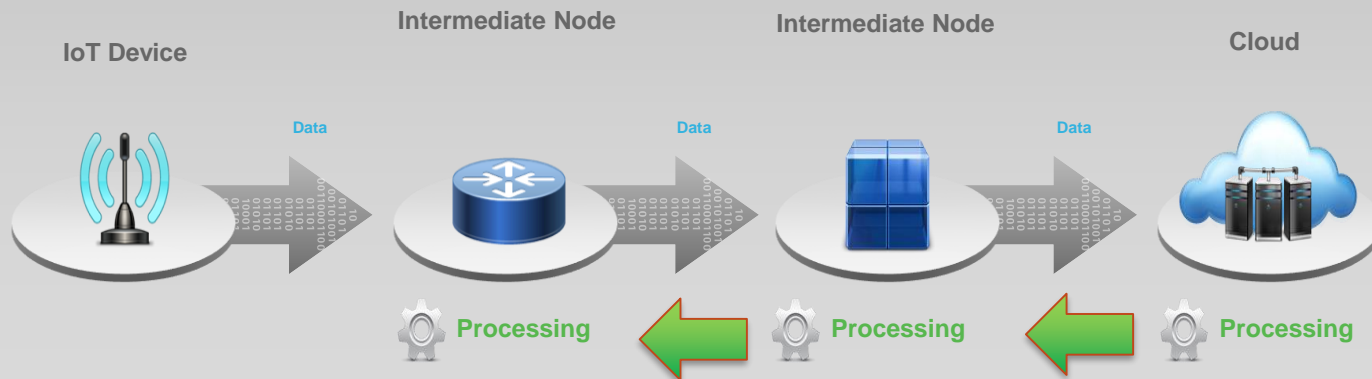 IoT Device
Intermediate Node
Intermediate Node
Cloud
Data
Data
Data
Processing
Processing
Processing